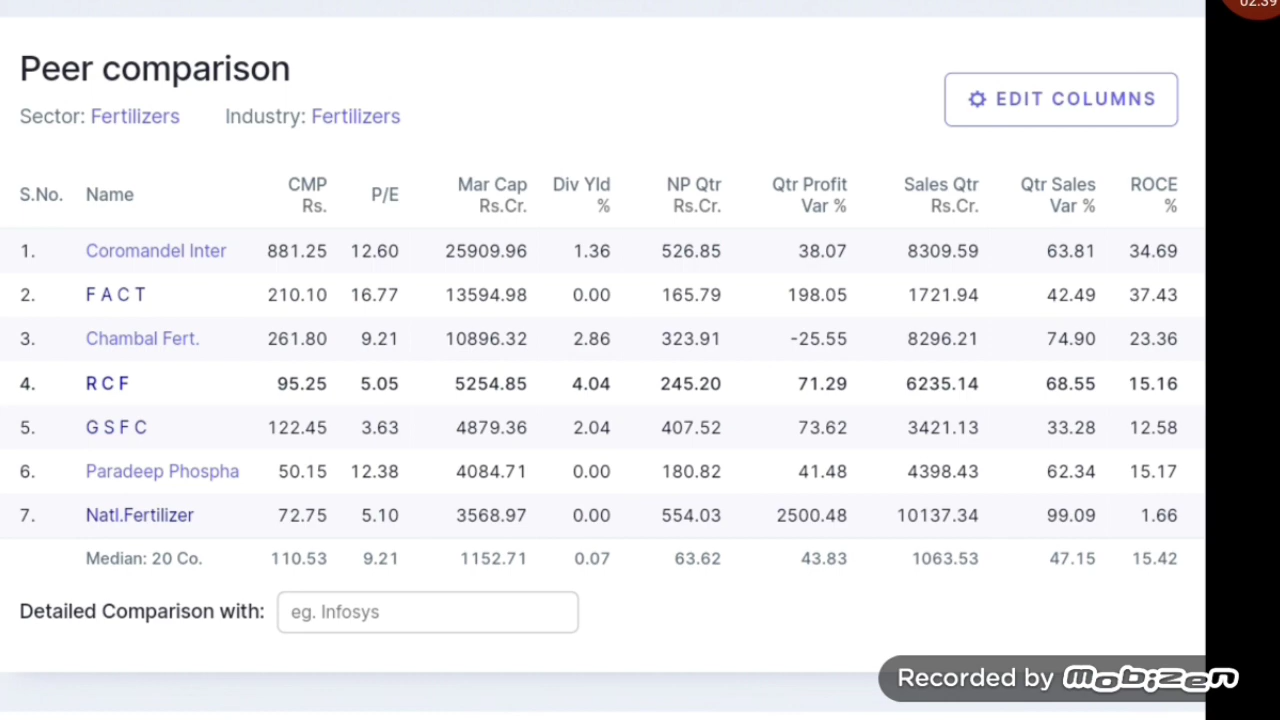 02:39
Peer comparison
Sector: Fertilizers Industry: Fertilizers
EDIT COLUMNS
S.No. Name CMP Rs. P/E Mar Cap Rs.Cr. Div Yld % NP Qtr Rs.Cr. Qtr Profit Var % Sales Qtr Rs.Cr. Qtr Sales Var % ROCE %
1. Coromandel Inter 881.25 12.60 25909.96 1.36 526.85 38.07 8309.59 63.81 34.69
2. F A C T 210.10 16.77 13594.98 0.00 165.79 198.05 1721.94 42.49 37.43
3. Chambal Fert. 261.80 9.21 10896.32 2.86 323.91 -25.55 8296.21 74.90 23.36
4. R C F 95.25 5.05 5254.85 4.04 245.20 71.29 6235.14 68.55 15.16
5. G S F C 122.45 3.63 4879.36 2.04 407.52 73.62 3421.13 33.28 12.58
6. Paradeep Phospha 50.15 12.38 4084.71 0.00 180.82 41.48 4398.43 62.34 15.17
7. Natl.Fertilizer 72.75 5.10 3568.97 0.00 554.03 2500.48 10137.34 99.09 1.66
Median: 20 Co. 110.53 9.21 1152.71 0.07 63.62 43.83 1063.53 47.15 15.42
Detailed Comparison with: eg. Infosys
Recorded by mobizen